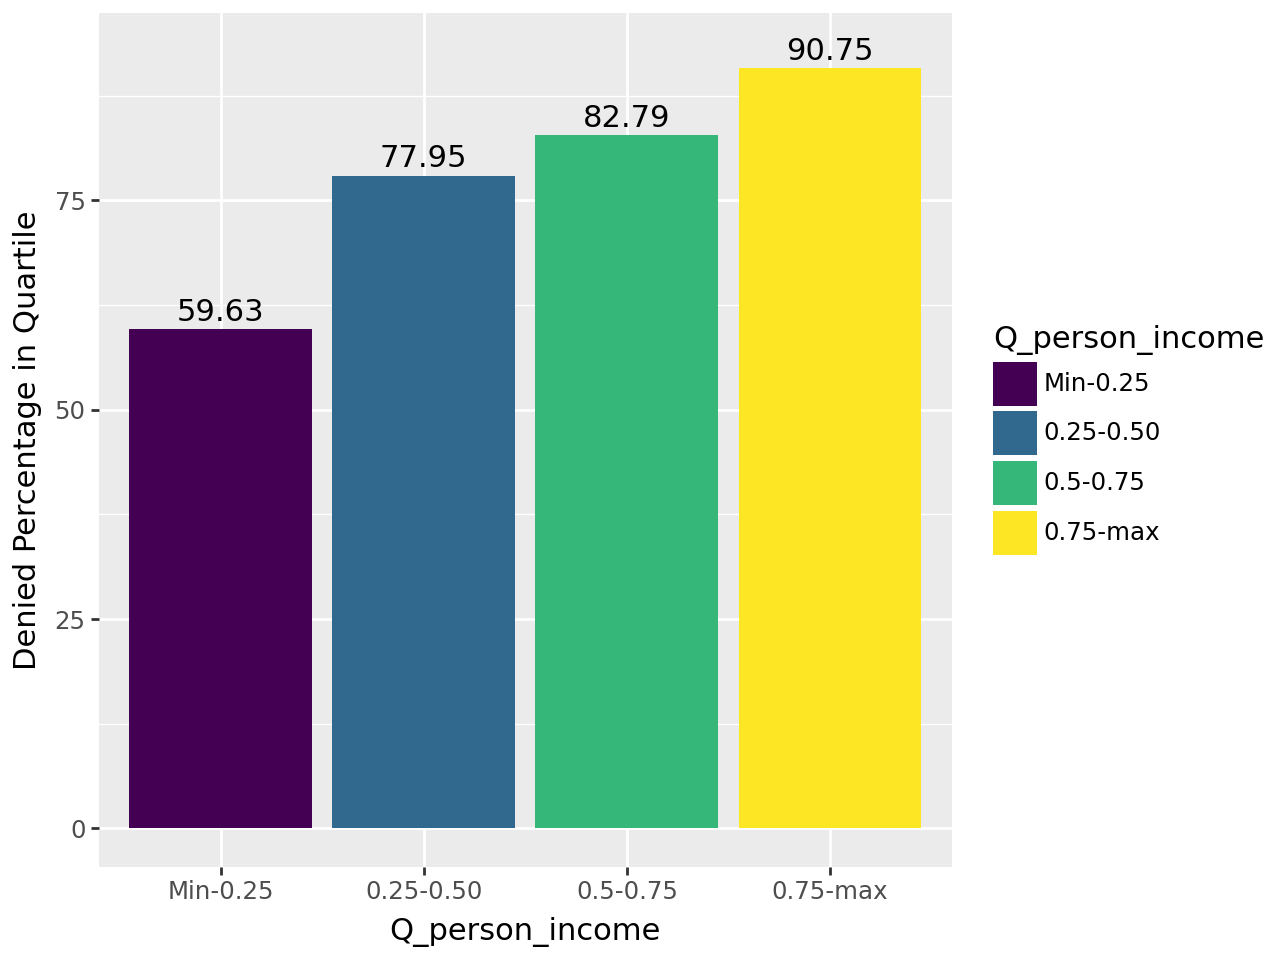 90.75
82.79
77.95
59.63
75
50
25
0
Denied Percentage in Quartile
Min-0.25
0.25-0.50
0.5-0.75
0.75-max
Q_person_income
Q_person_income
Min-0.25
0.25-0.50
0.5-0.75
0.75-max